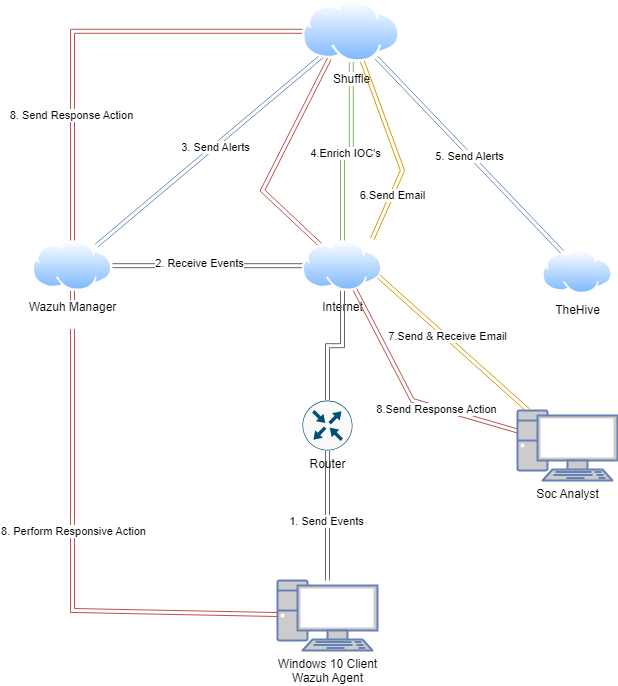 Shuffle
8. Send Response Action
3. Send Alerts
4.Enrich IOC's
5. Send Alerts
6.Send Email
2. Receive Events
Wazuh Manager
Internet
TheHive
7.Send & Receive Email
8.Send Response Action
Router
Soc Analyst
1. Send Events
8. Perform Responsive Action
Windows 10 Client
Wazuh Agent